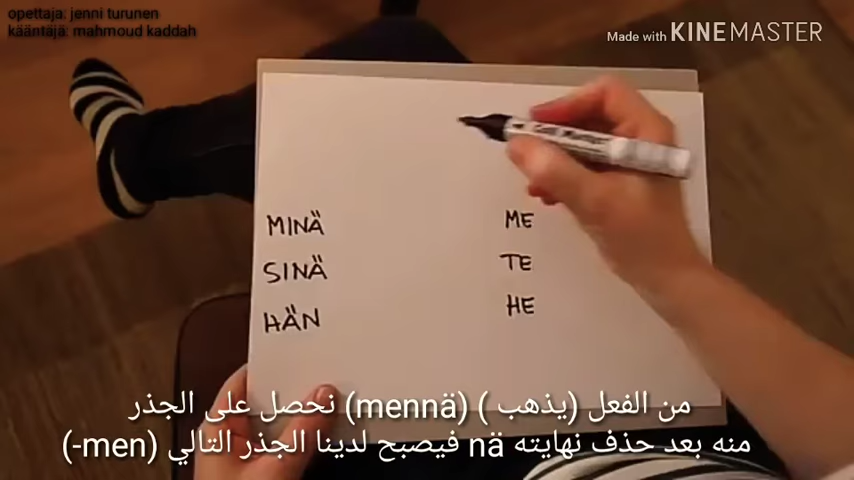 opettaja: jenni turunen
kääntäjä: mahmoud kaddah
Made with KINEMASTER
MINÄ
ME
SINÄ
TE
HÄN
HE
من الفعل (يذهب ) (mennä) نحصل على الجذر
منه بعد حذف نهايته nä فيصبح لدينا الجذر التالي (men-)